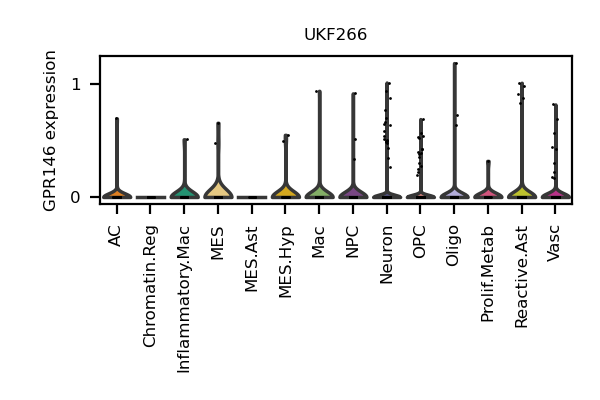 UKF266
GPR146 expression
1
0
AC
Chromatin.Reg
Inflammatory.Mac
MES
MES.Ast
MES.Hyp
Mac
NPC
Neuron
OPC
Oligo
Prolif.Metab
Reactive.Ast
Vasc